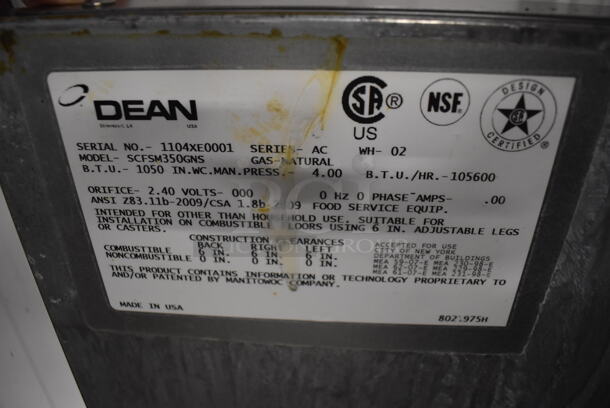 DEAN
USA
SERIAL NO.- 1104XE0001 SERIES- AC WH- 02
MODEL- SCFSM350GNS GAS-NATURAL
B.T.U.- 1050 IN.WC.MAN.PRESS.- 4.00 B.T.U./HR.-105600
ORIFICE- 2.40 VOLTS- 000 0 HZ 0 PHASE AMPS- .00
ANSI Z83.11b-2009/CSA 1.8b-2009 FOOD SERVICE EQUIP.
INTENDED FOR OTHER THAN HOUSEHOLD USE. SUITABLE FOR
INSTALLATION ON COMBUSTIBLE FLOORS USING 6 IN. ADJUSTABLE LEGS
OR CASTERS.
CONSTRUCTION CLEARANCES
BACK RIGHT LEFT
COMBUSTIBLE 6 IN. 6 IN. 6 IN.
NONCOMBUSTIBLE 0 IN. 0 IN. 0 IN.
ACCEPTED FOR USE
CITY OF NEW YORK
DEPARTMENT OF BUILDINGS
THIS PRODUCT CONTAINS INFORMATION OR TECHNOLOGY PROPRIETARY TO
AND/OR PATENTED BY MANITOWOC COMPANY.
MADE IN USA
US
NSF
DESIGN
CERTIFIED